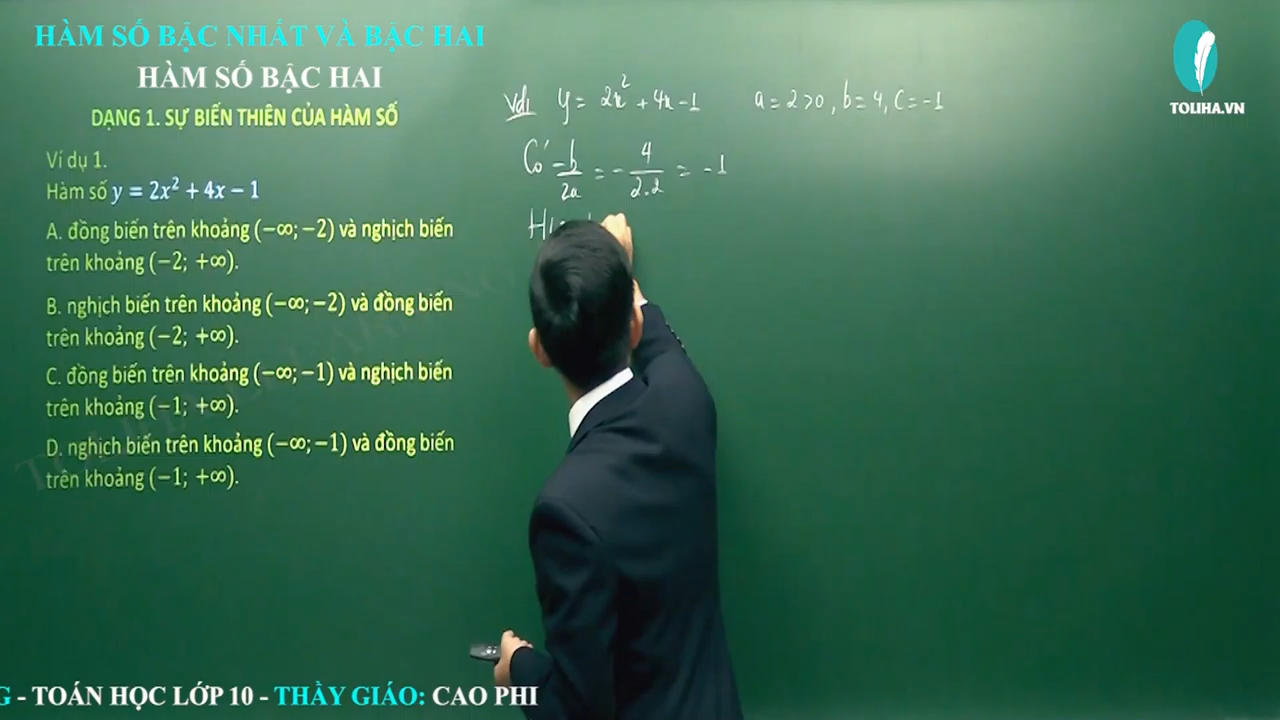 HÀM SỐ BẬC NHẤT VÀ BẬC HAI
HÀM SỐ BẬC HAI
DẠNG 1. SỰ BIẾN THIÊN CỦA HÀM SỐ
Ví dụ 1.
Hàm số y = 2x² + 4x − 1
A. đồng biến trên khoảng (−∞; −2) và nghịch biến
trên khoảng (−2; +∞).
B. nghịch biến trên khoảng (−∞; −2) và đồng biến
trên khoảng (−2; +∞).
C. đồng biến trên khoảng (−∞; −1) và nghịch biến
trên khoảng (−1; +∞).
D. nghịch biến trên khoảng (−∞; −1) và đồng biến
trên khoảng (−1; +∞).
Vd1 y = 2x² + 4x − 1 a = 2 > 0, b = 4, c = −1
Có −b/2a = −4/2.2 = −1
TOLIHA.VN
G - TOÁN HỌC LỚP 10 - THẦY GIÁO: CAO PHI